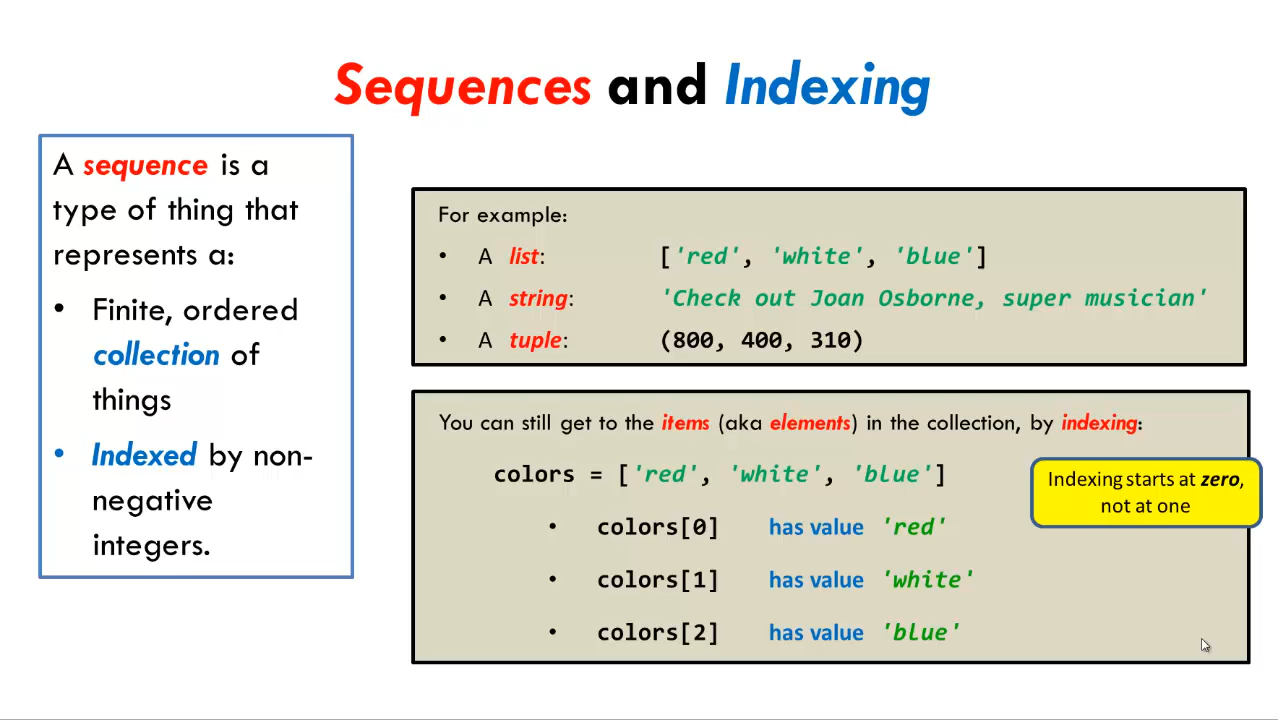 Sequences and Indexing
A sequence is a
type of thing that
represents a:
• Finite, ordered
collection of
things
• Indexed by non-
negative
integers.
For example:
• A list: ['red', 'white', 'blue']
• A string: 'Check out Joan Osborne, super musician'
• A tuple: (800, 400, 310)
You can still get to the items (aka elements) in the collection, by indexing:
colors = ['red', 'white', 'blue']
Indexing starts at zero,
not at one
• colors[0] has value 'red'
• colors[1] has value 'white'
• colors[2] has value 'blue'